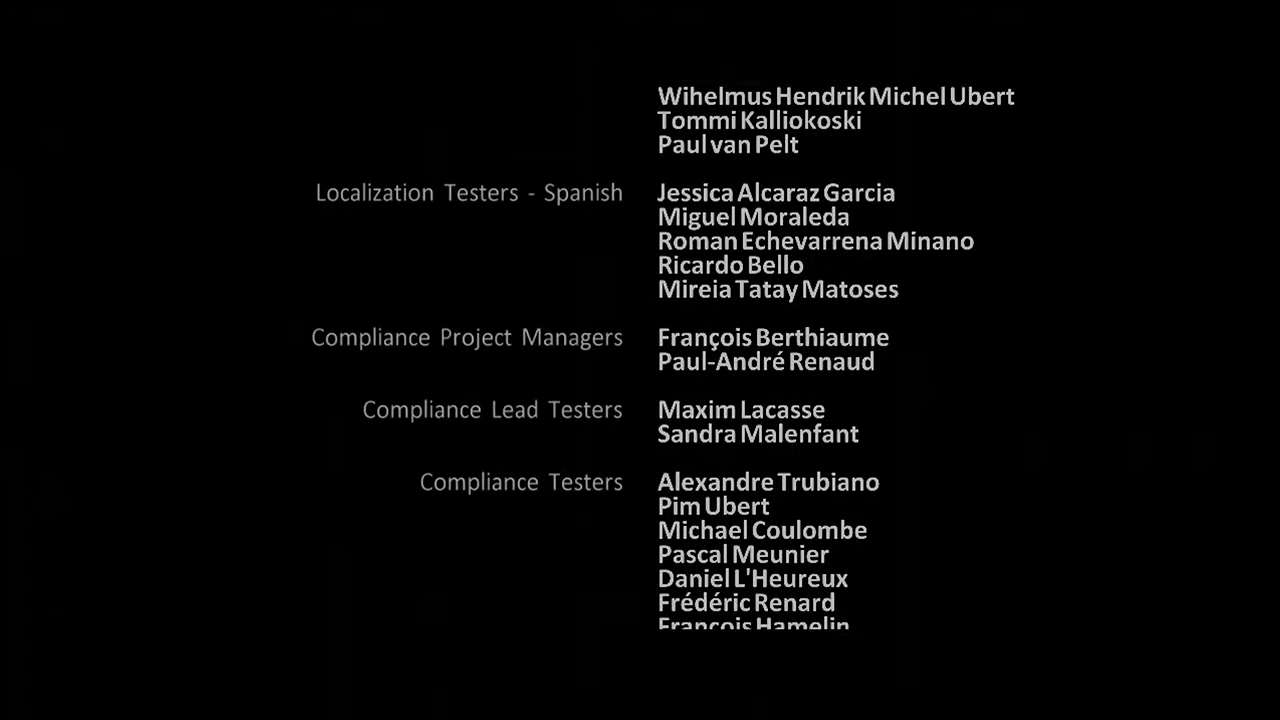 Wihelmus Hendrik Michel Ubert
Tommi Kalliokoski
Paul van Pelt
Localization Testers - Spanish Jessica Alcaraz Garcia
Miguel Moraleda
Roman Echevarrena Minano
Ricardo Bello
Mireia Tatay Matoses
Compliance Project Managers François Berthiaume
Paul-André Renaud
Compliance Lead Testers Maxim Lacasse
Sandra Malenfant
Compliance Testers Alexandre Trubiano
Pim Ubert
Michael Coulombe
Pascal Meunier
Daniel L'Heureux
Frédéric Renard
François Hamelin